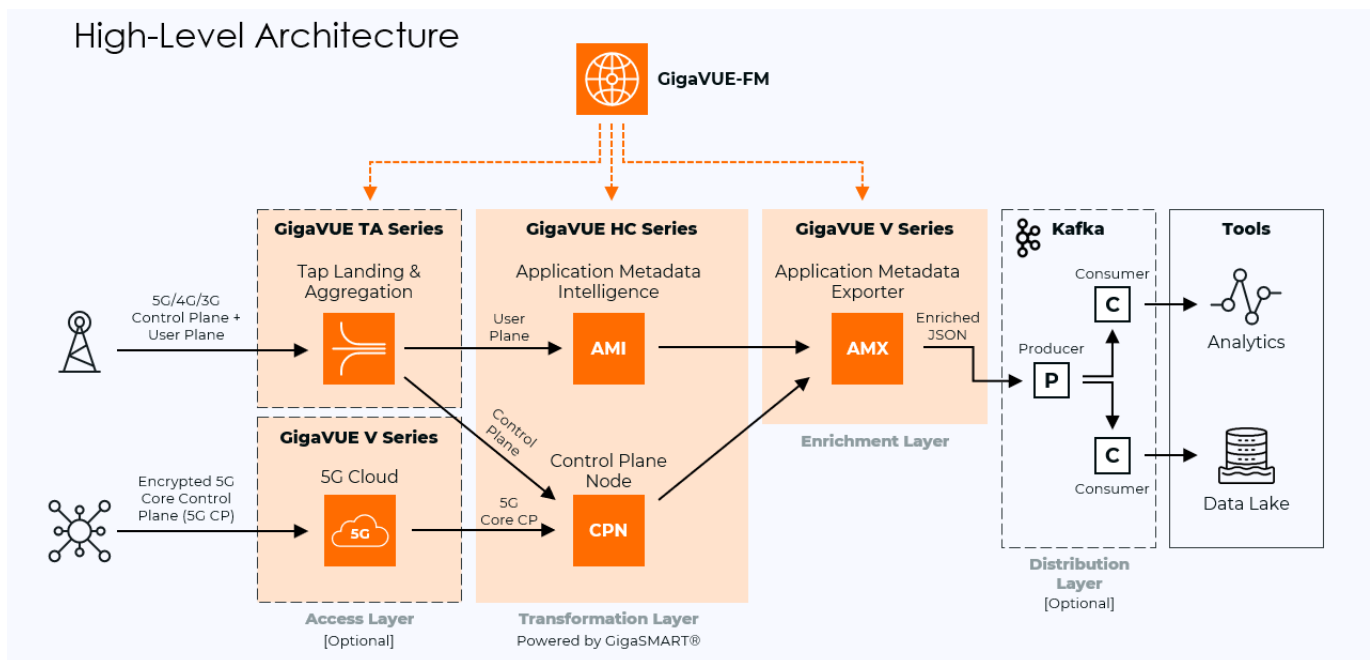 High-Level Architecture
GigaVUE-FM
GigaVUE TA Series
Tap Landing &
Aggregation
5G/4G/3G
Control Plane +
User Plane
GigaVUE V Series
5G Cloud
5G
Encrypted 5G
Core Control
Plane (5G CP)
Access Layer
[Optional]
GigaVUE HC Series
Application Metadata
Intelligence
User
Plane
AMI
Control
Plane
Control Plane
Node
5G
Core CP
CPN
Transformation Layer
Powered by GigaSMART®
GigaVUE V Series
Application Metadata
Exporter
AMX
Enriched
JSON
Enrichment Layer
Kafka
Consumer
C
Producer
P
C
Consumer
Distribution
Layer
[Optional]
Tools
Analytics
Data Lake